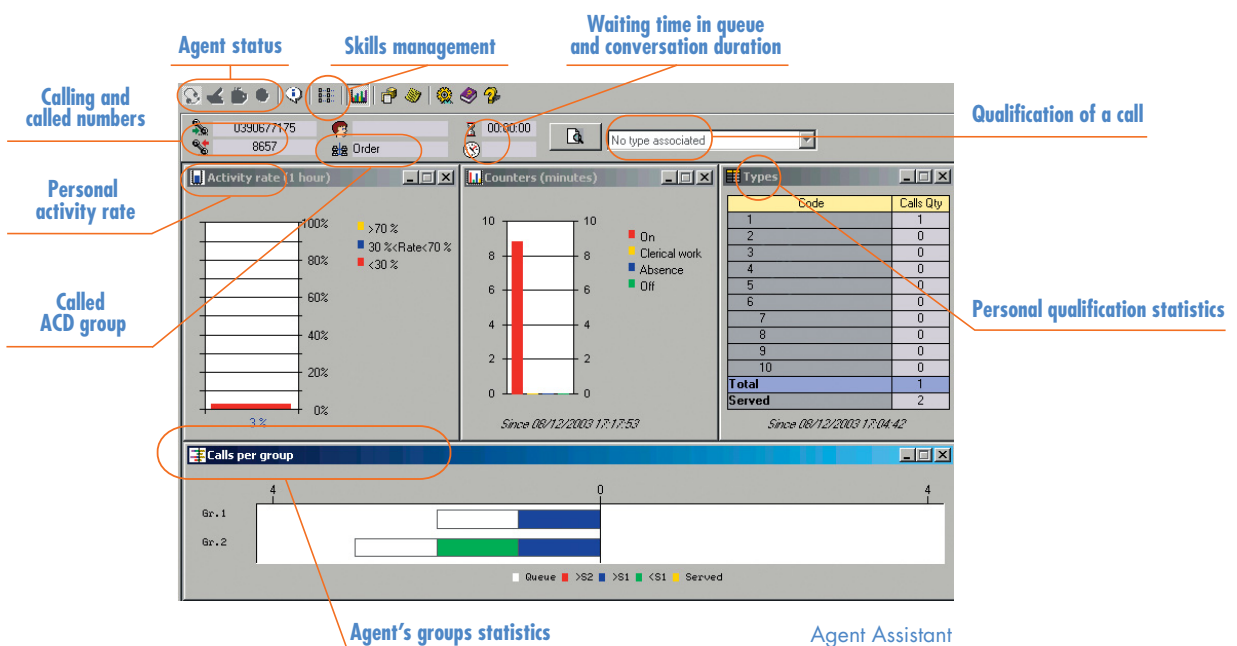 Waiting time in queue
and conversation duration
Agent status
Skills management
Calling and
called numbers
Qualification of a call
0390677175
00:00:00
No type associated
8657
Order
Personal
activity rate
Activity rate (1 hour)
100%
80%
60%
40%
20%
0%
>70 %
30 %<Rate<70 %
<30 %
3 %
Counters (minutes)
10 10
8 8
6 6
4 4
2 2
0 0
On
Clerical work
Absence
Off
Since 08/12/2003 17:17:53
Types
Code Calls Qty
1 1
2 0
3 0
4 0
5 0
6 0
7 0
8 0
9 0
10 0
Total 1
Served 2
Since 08/12/2003 17:04:42
Called
ACD group
Personal qualification statistics
Calls per group
4 0 4
Gr.1
Gr.2
Queue >S2 >S1 <S1 Served
Agent's groups statistics
Agent Assistant